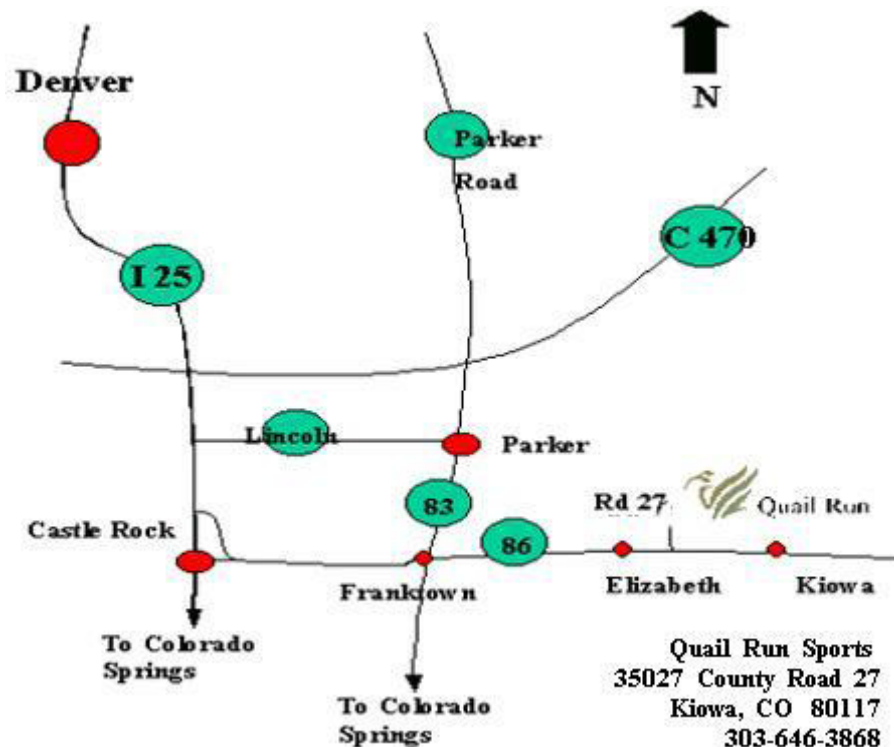 Denver
N
Parker
Road
C 470
I 25
Lincoln
Parker
83
Rd 27
Quail Run
Castle Rock
86
Franktown
Elizabeth
Kiowa
To Colorado
Springs
To Colorado
Springs
Quail Run Sports
35027 County Road 27
Kiowa, CO 80117
303-646-3868